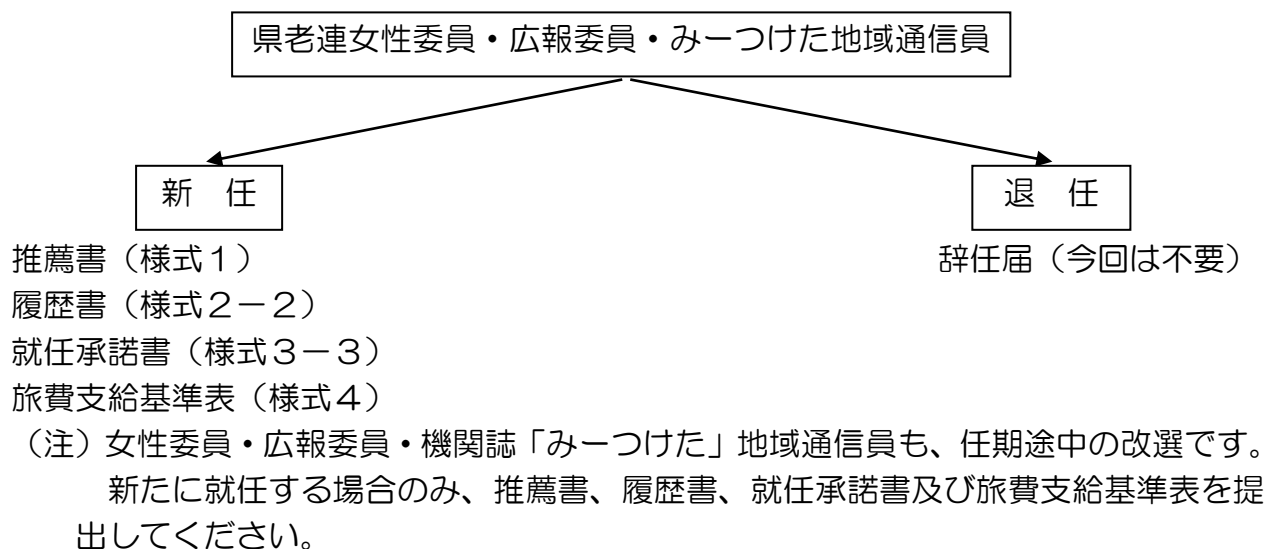 県老連女性委員・広報委員・みーつけた地域通信員
新　任
退　任
推薦書（様式１）
辞任届（今回は不要）
履歴書（様式２－２）
就任承諾書（様式３－３）
旅費支給基準表（様式４）
（注）女性委員・広報委員・機関誌「みーつけた」地域通信員も、任期途中の改選です。
新たに就任する場合のみ、推薦書、履歴書、就任承諾書及び旅費支給基準表を提
出してください。